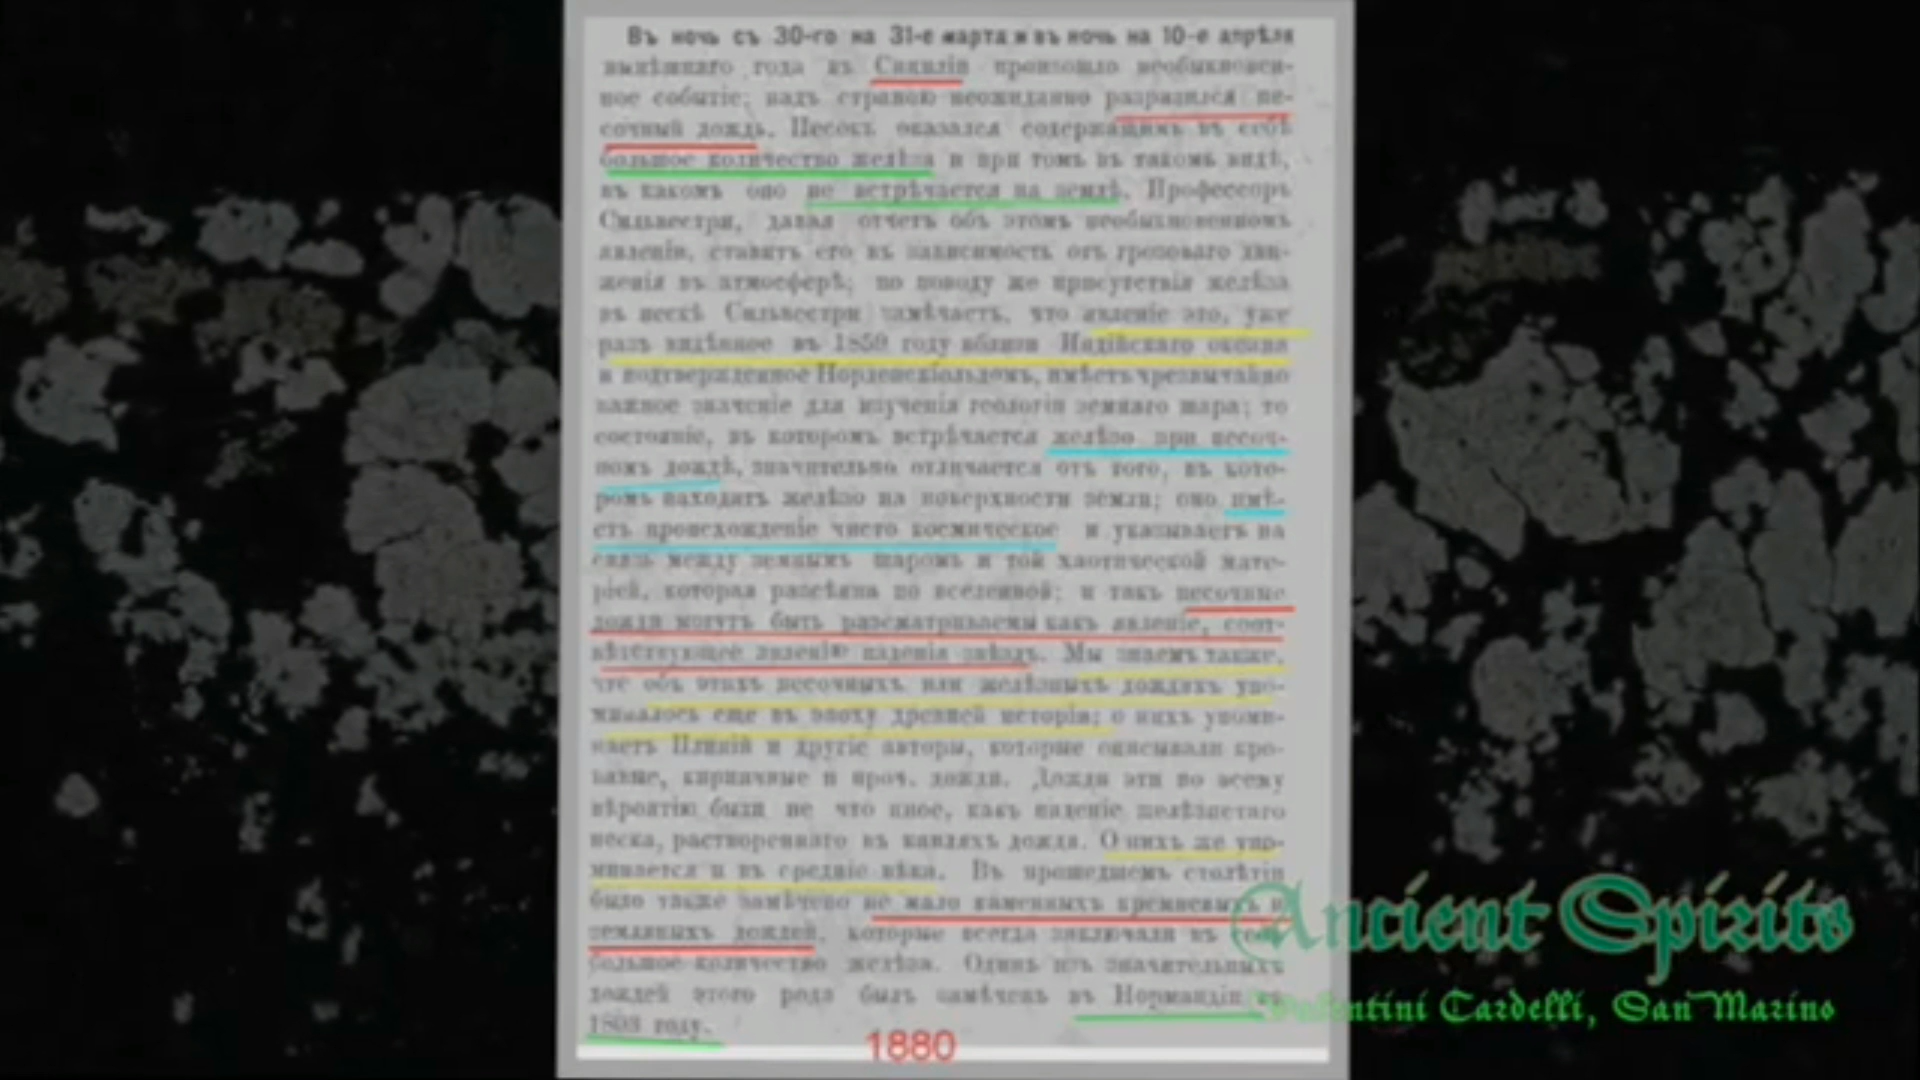 Въ ночь съ 30-го на 31-е марта и въ ночь на 10-е апрѣля
нынѣшняго года въ Сициліи произошло необыкновен-
ное событіе; надъ страною неожиданно разразился пе-
сочный дождь. Песокъ оказался содержащимъ въ себѣ
большое количество желѣза и при томъ въ такомъ видѣ,
въ какомъ оно не встрѣчается на землѣ. Профессоръ
Сильвестри, давая отчетъ объ этомъ необыкновенномъ
явленіи, ставитъ его въ зависимость отъ грозоваго дви-
женія въ атмосферѣ; по поводу же присутствія желѣза
въ пескѣ Сильвестри замѣчаетъ, что явленіе это, уже
разъ видѣнное въ 1859 году вблизи Индійскаго океана
и подтвержденное Норденскіольдомъ, имѣетъ чрезвычайно
важное значеніе для изученія геологіи земнаго шара; то
состояніе, въ которомъ встрѣчается желѣзо при песоч-
номъ дождѣ, значительно отличается отъ того, въ кото-
ромъ находятъ желѣзо на поверхности земли; оно имѣ-
етъ происхожденіе чисто космическое и указываетъ на
связь между земнымъ шаромъ и той хаотической мате-
ріей, которая разсѣяна по вселенной; и такъ песочные
дожди могутъ быть разсматриваемы какъ явленіе, соот-
вѣтствующее явленію паденія звѣздъ. Мы знаемъ также,
что объ этихъ песочныхъ или желѣзныхъ дождяхъ упо-
миналось еще въ эпоху древней исторіи; о нихъ упоми-
наетъ Плиній и другіе авторы, которые описывали кро-
вавые, кирпичные и проч. дожди. Дожди эти по всему
вѣроятію были не что иное, какъ паденіе желѣзистаго
песка, раствореннаго въ капляхъ дождя. О нихъ же упо-
минается и въ средніе вѣка. Въ прошедшемъ столѣтіи
было также замѣчено не мало каменныхъ кремневыхъ и
земляныхъ дождей, которые всегда заключали въ
большое количество желѣза. Одинъ изъ значительныхъ
дождей этого рода былъ замѣченъ въ Нормандіи въ
1803 году.
1880
Ancient Spirits
Valentini Cardelli, San Marino